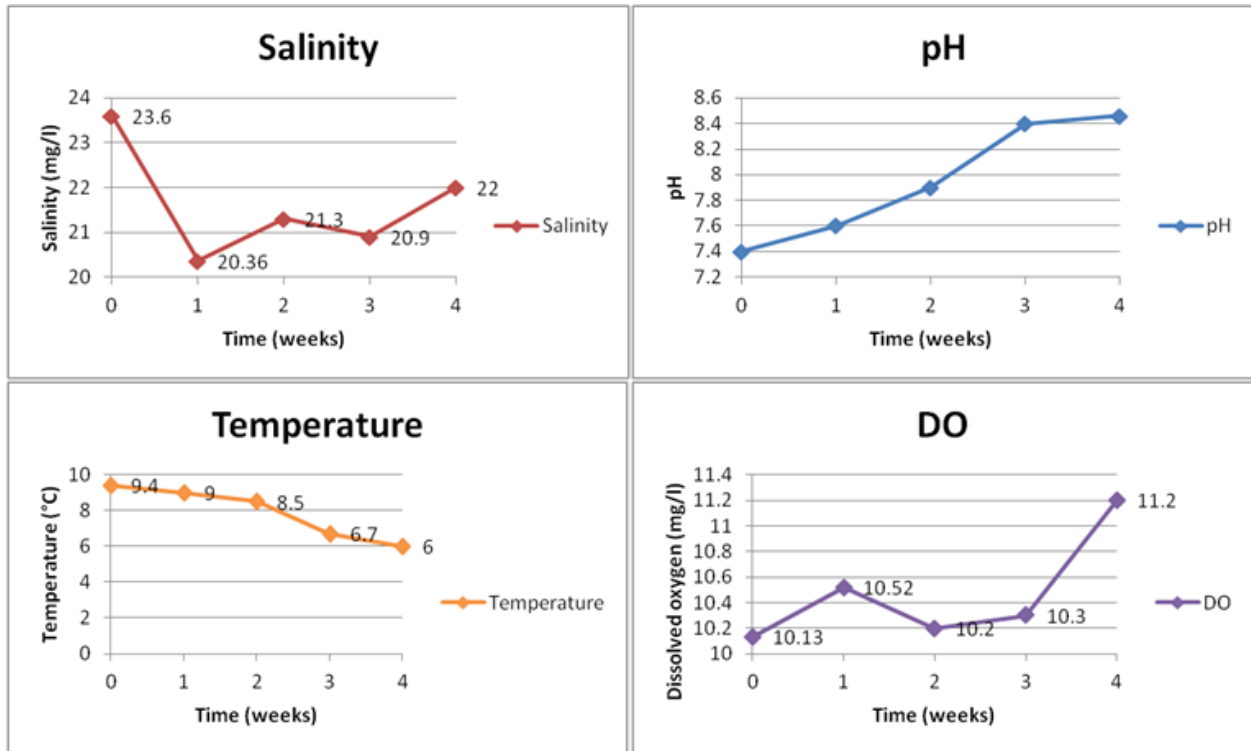 Salinity
Salinity (mg/l)
24
23
22
21
20
23.6
20.36
21.3
20.9
22
0 1 2 3 4
Time (weeks)
Salinity
pH
pH
8.6
8.4
8.2
8
7.8
7.6
7.4
7.2
0 1 2 3 4
Time (weeks)
pH
Temperature
Temperature (°C)
10
8
6
4
2
0
9.4
9
8.5
6.7
6
0 1 2 3 4
Time (weeks)
Temperature
DO
Dissolved oxygen (mg/l)
11.4
11.2
11
10.8
10.6
10.4
10.2
10
10.13
10.52
10.2
10.3
11.2
0 1 2 3 4
Time (weeks)
DO